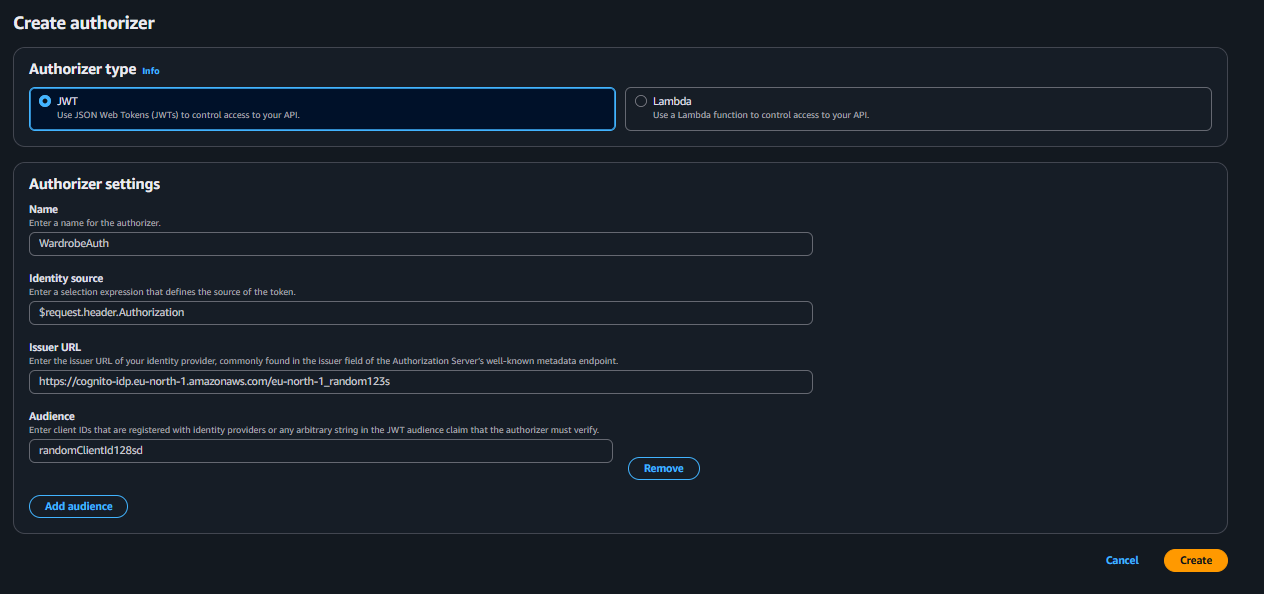 Create authorizer
Authorizer type Info
JWT
Use JSON Web Tokens (JWTs) to control access to your API.
Lambda
Use a Lambda function to control access to your API.
Authorizer settings
Name
Enter a name for the authorizer.
WardrobeAuth
Identity source
Enter a selection expression that defines the source of the token.
$request.header.Authorization
Issuer URL
Enter the issuer URL of your identity provider, commonly found in the issuer field of the Authorization Server's well-known metadata endpoint.
https://cognito-idp.eu-north-1.amazonaws.com/eu-north-1_random123s
Audience
Enter client IDs that are registered with identity providers or any arbitrary string in the JWT audience claim that the authorizer must verify.
randomClientId128sd
Remove
Add audience
Cancel
Create